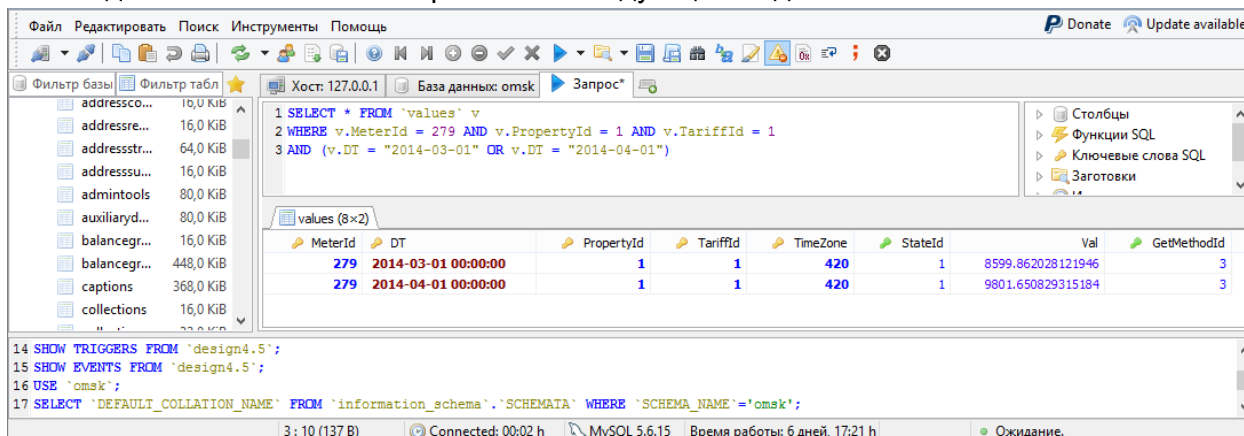 Файл Редактировать Поиск Инструменты Помощь
Donate Update available
Фильтр базы Фильтр табл Хост: 127.0.0.1 База данных: omsk Запрос*
addressco... 16,0 KiB
addressre... 16,0 KiB
addressstr... 64,0 KiB
addresssu... 16,0 KiB
admintools 80,0 KiB
auxiliaryd... 80,0 KiB
balancegr... 16,0 KiB
balancegr... 448,0 KiB
captions 368,0 KiB
collections 16,0 KiB
1 SELECT * FROM `values` v
2 WHERE v.MeterId = 279 AND v.PropertyId = 1 AND v.TariffId = 1
3 AND (v.DT = "2014-03-01" OR v.DT = "2014-04-01")
Столбцы
Функции SQL
Ключевые слова SQL
Заготовки
values (8×2)
MeterId DT PropertyId TariffId TimeZone StateId Val GetMethodId
279 2014-03-01 00:00:00 1 1 420 1 8599.862028121946 3
279 2014-04-01 00:00:00 1 1 420 1 9801.650829315184 3
14 SHOW TRIGGERS FROM `design4.5`;
15 SHOW EVENTS FROM `design4.5`;
16 USE `omsk`;
17 SELECT `DEFAULT_COLLATION_NAME` FROM `information_schema`.`SCHEMATA` WHERE `SCHEMA_NAME`='omsk';
3 : 10 (137 B) Connected: 00:02 h MySQL 5.6.15 Время работы: 6 дней, 17:21 h Ожидание.